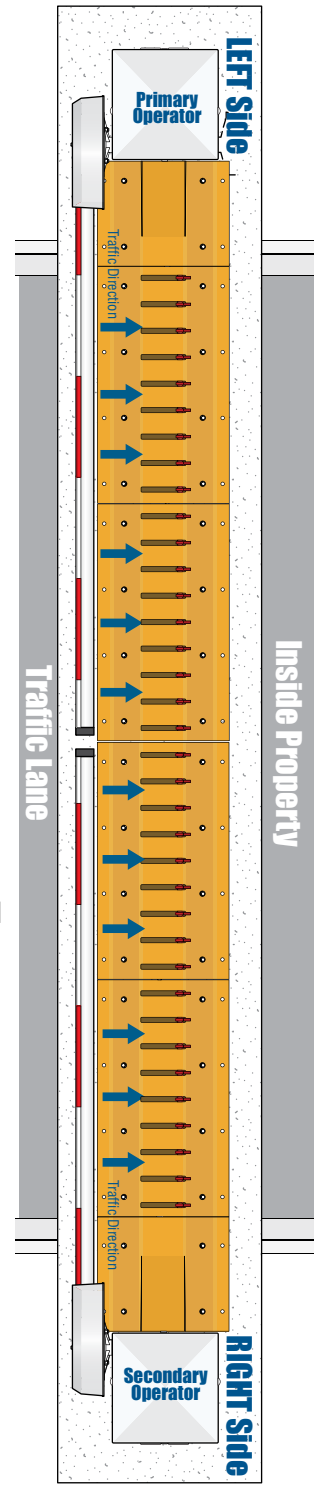 LEFT Side
Primary
Operator
Traffic Direction
Inside Property
Traffic Lane
Traffic Direction
RIGHT Side
Secondary
Operator